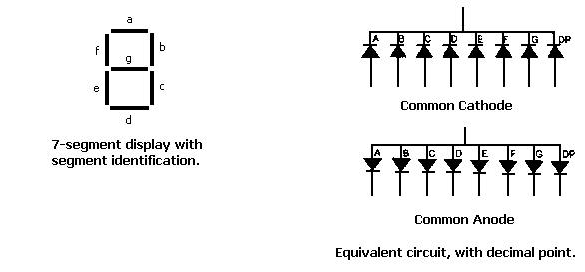 a
f
b
g
e
c
d
7-segment display with
segment identification.
A B C D E F G DP
Common Cathode
A B C D E F G DP
Common Anode
Equivalent circuit, with decimal point.